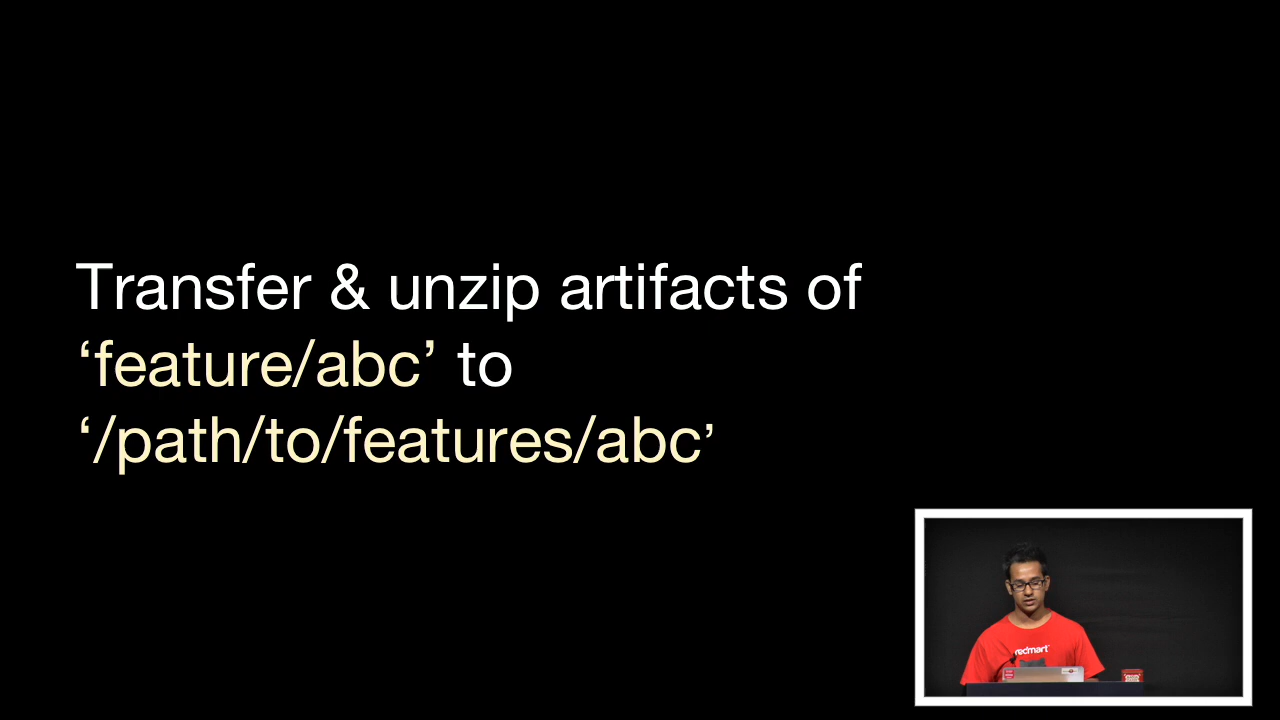 Transfer & unzip artifacts of
‘feature/abc’ to
‘/path/to/features/abc’
redmart